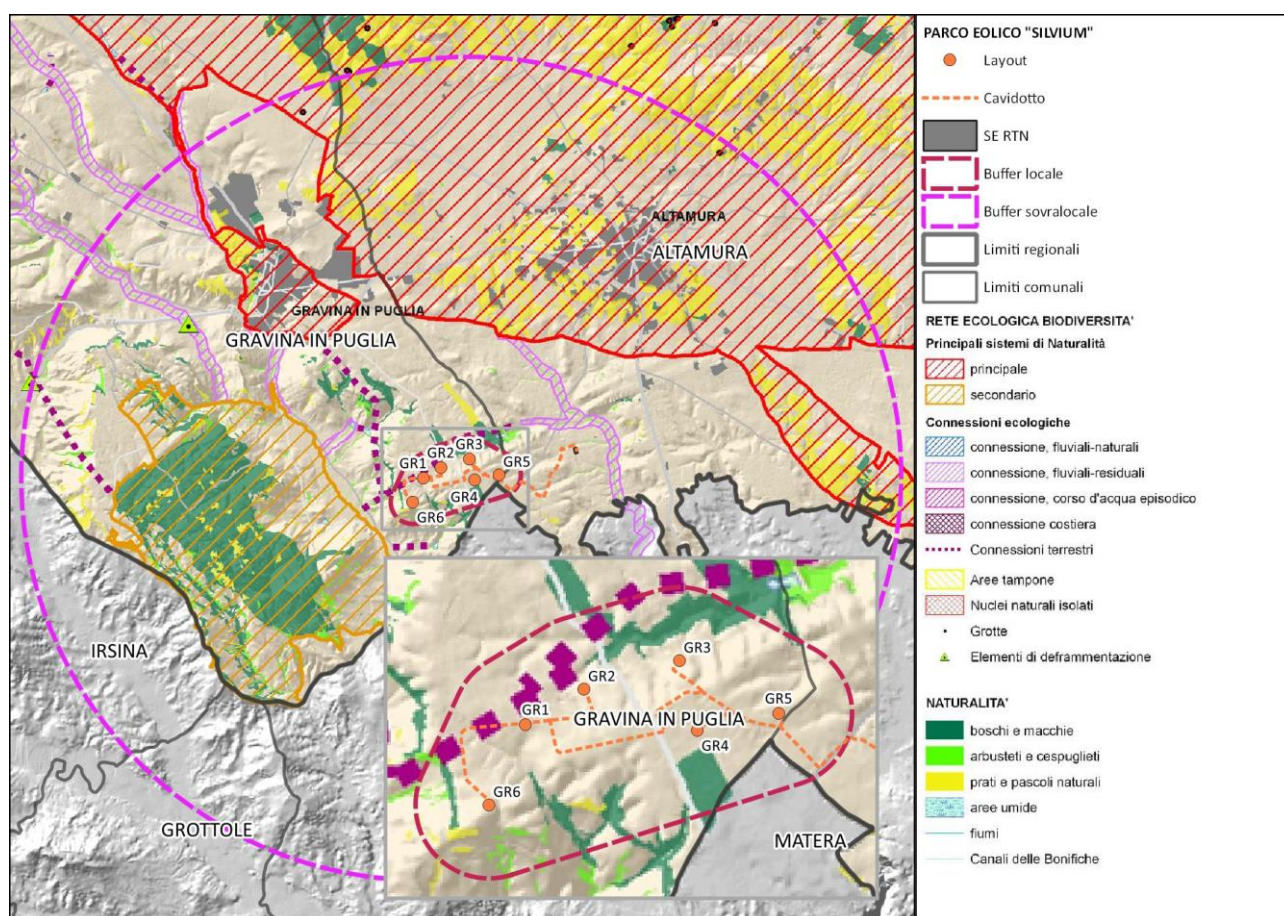 ALTAMURA
ALTAMURA
GRAVINA IN PUGLIA
GRAVINA IN PUGLIA
GR3
GR2
GR1
GR5
GR4
GR6
IRSINA
GROTTOLE
GR3
GR2
GR5
GR1
GRAVINA IN PUGLIA
GR4
GR6
MATERA
PARCO EOLICO "SILVIUM"
Layout
Cavidotto
SE RTN
Buffer locale
Buffer sovralocale
Limiti regionali
Limiti comunali
RETE ECOLOGICA BIODIVERSITA'
Principali sistemi di Naturalità
principale
secondario
Connessioni ecologiche
connessione, fluviali-naturali
connessione, fluviali-residuali
connessione, corso d'acqua episodico
connessione costiera
Connessioni terrestri
Aree tampone
Nuclei naturali isolati
Grotte
Elementi di deframmentazione
NATURALITA'
boschi e macchie
arbusteti e cespuglieti
prati e pascoli naturali
aree umide
fiumi
Canali delle Bonifiche